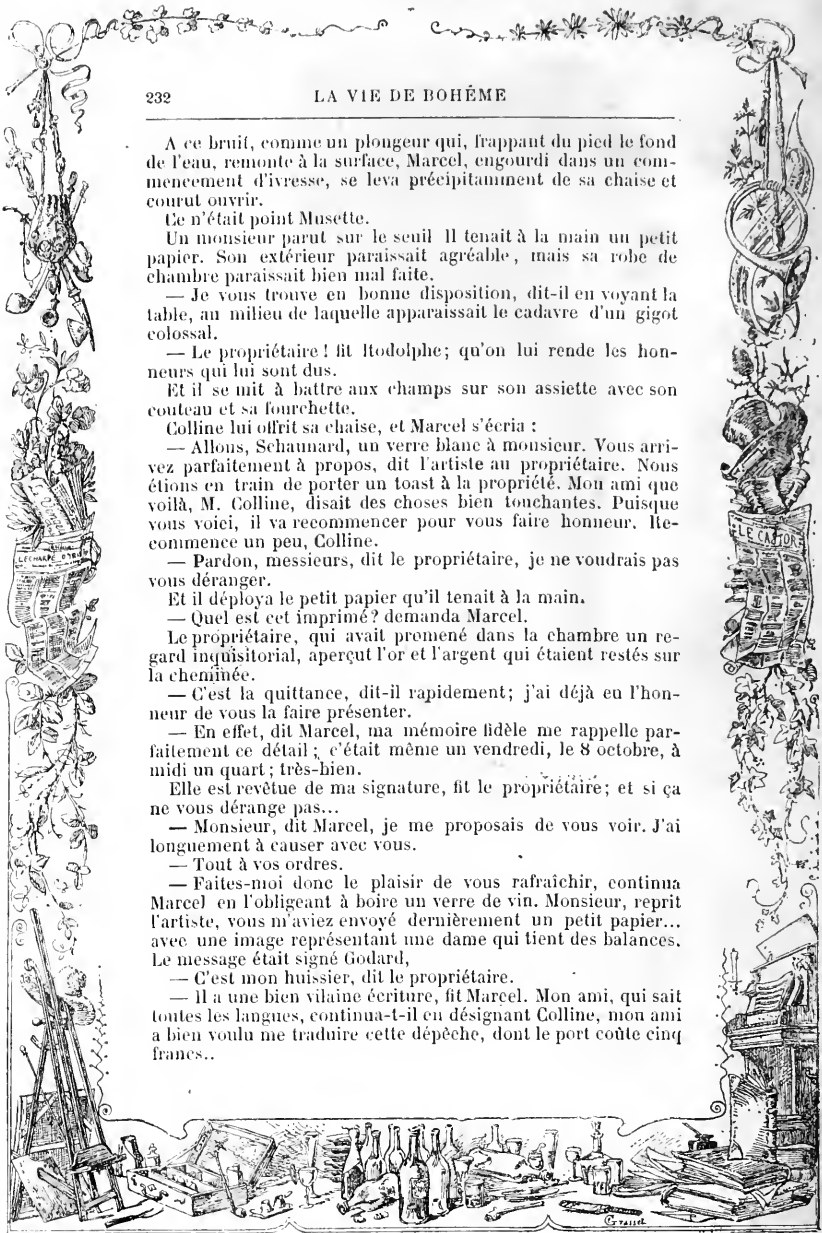 232 LA VIE DE BOHÊME
A ce bruit, comme un plongeur qui, frappant du pied le fond
de l'eau, remonte à la surface, Marcel, engourdi dans un com-
mencement d'ivresse, se leva précipitamment de sa chaise et
courut ouvrir.
Ce n'était point Musette.
Un monsieur parut sur le seuil Il tenait à la main un petit
papier. Son extérieur paraissait agréable, mais sa robe de
chambre paraissait bien mal faite.
— Je vous trouve en bonne disposition, dit-il en voyant la
table, au milieu de laquelle apparaissait le cadavre d'un gigot
colossal.
— Le propriétaire! fit Rodolphe; qu'on lui rende les hon-
neurs qui lui sont dus.
Et il se mit à battre aux champs sur son assiette avec son
couteau et sa fourchette.
Colline lui offrit sa chaise, et Marcel s'écria :
— Allons, Schaunard, un verre blanc à monsieur. Vous arri-
vez parfaitement à propos, dit l'artiste au propriétaire. Nous
étions en train de porter un toast à la propriété. Mon ami que
voilà, M. Colline, disait des choses bien touchantes. Puisque
vous voici, il va recommencer pour vous faire honneur. Re-
commence un peu, Colline.
— Pardon, messieurs, dit le propriétaire, je ne voudrais pas
vous déranger.
Et il déploya le petit papier qu'il tenait à la main.
— Quel est cet imprimé? demanda Marcel.
Le propriétaire, qui avait promené dans la chambre un re-
gard inquisitorial, aperçut l'or et l'argent qui étaient restés sur
la cheminée.
— C'est la quittance, dit-il rapidement; j'ai déjà eu l'hon-
neur de vous la faire présenter.
— En effet, dit Marcel, ma mémoire fidèle me rappelle par-
faitement ce détail; c'était même un vendredi, le 8 octobre, à
midi un quart; très-bien.
Elle est revêtue de ma signature, fit le propriétaire; et si ça
ne vous dérange pas...
— Monsieur, dit Marcel, je me proposais de vous voir. J'ai
longuement à causer avec vous.
— Tout à vos ordres.
— Faites-moi donc le plaisir de vous rafraîchir, continua
Marcel en l'obligeant à boire un verre de vin. Monsieur, reprit
l'artiste, vous m'aviez envoyé dernièrement un petit papier...
avec une image représentant une dame qui tient des balances.
Le message était signé Godard,
— C'est mon huissier, dit le propriétaire.
— Il a une bien vilaine écriture, fit Marcel. Mon ami, qui sait
toutes les langues, continua-t-il en désignant Colline, mon ami
a bien voulu me traduire cette dépêche, dont le port coûte cinq
francs..
LE CASTOR
Grasset